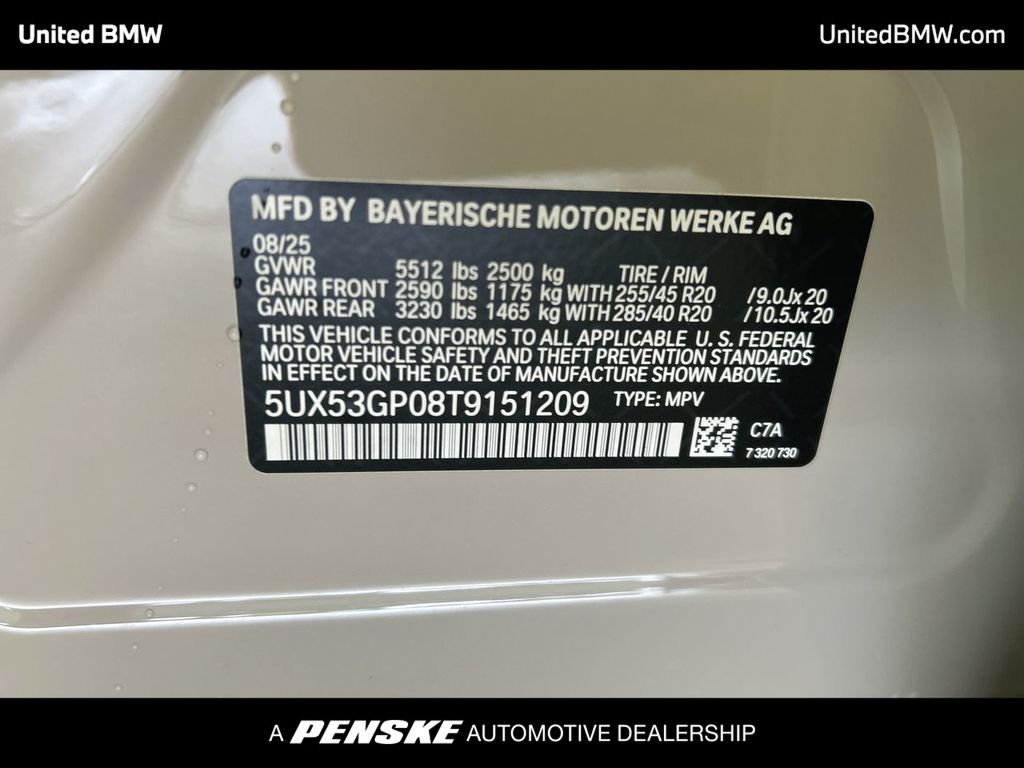 United BMW
UnitedBMW.com
MFD BY BAYERISCHE MOTOREN WERKE AG
08/25
GVWR 5512 lbs 2500 kg TIRE / RIM
GAWR FRONT 2590 lbs 1175 kg WITH 255/45 R20 /9.0Jx 20
GAWR REAR 3230 lbs 1465 kg WITH 285/40 R20 /10.5Jx 20
THIS VEHICLE CONFORMS TO ALL APPLICABLE U. S. FEDERAL
MOTOR VEHICLE SAFETY AND THEFT PREVENTION STANDARDS
IN EFFECT ON THE DATE OF MANUFACTURE SHOWN ABOVE.
5UX53GP08T9151209 TYPE: MPV
C7A
7 320 730
A PENSKE AUTOMOTIVE DEALERSHIP